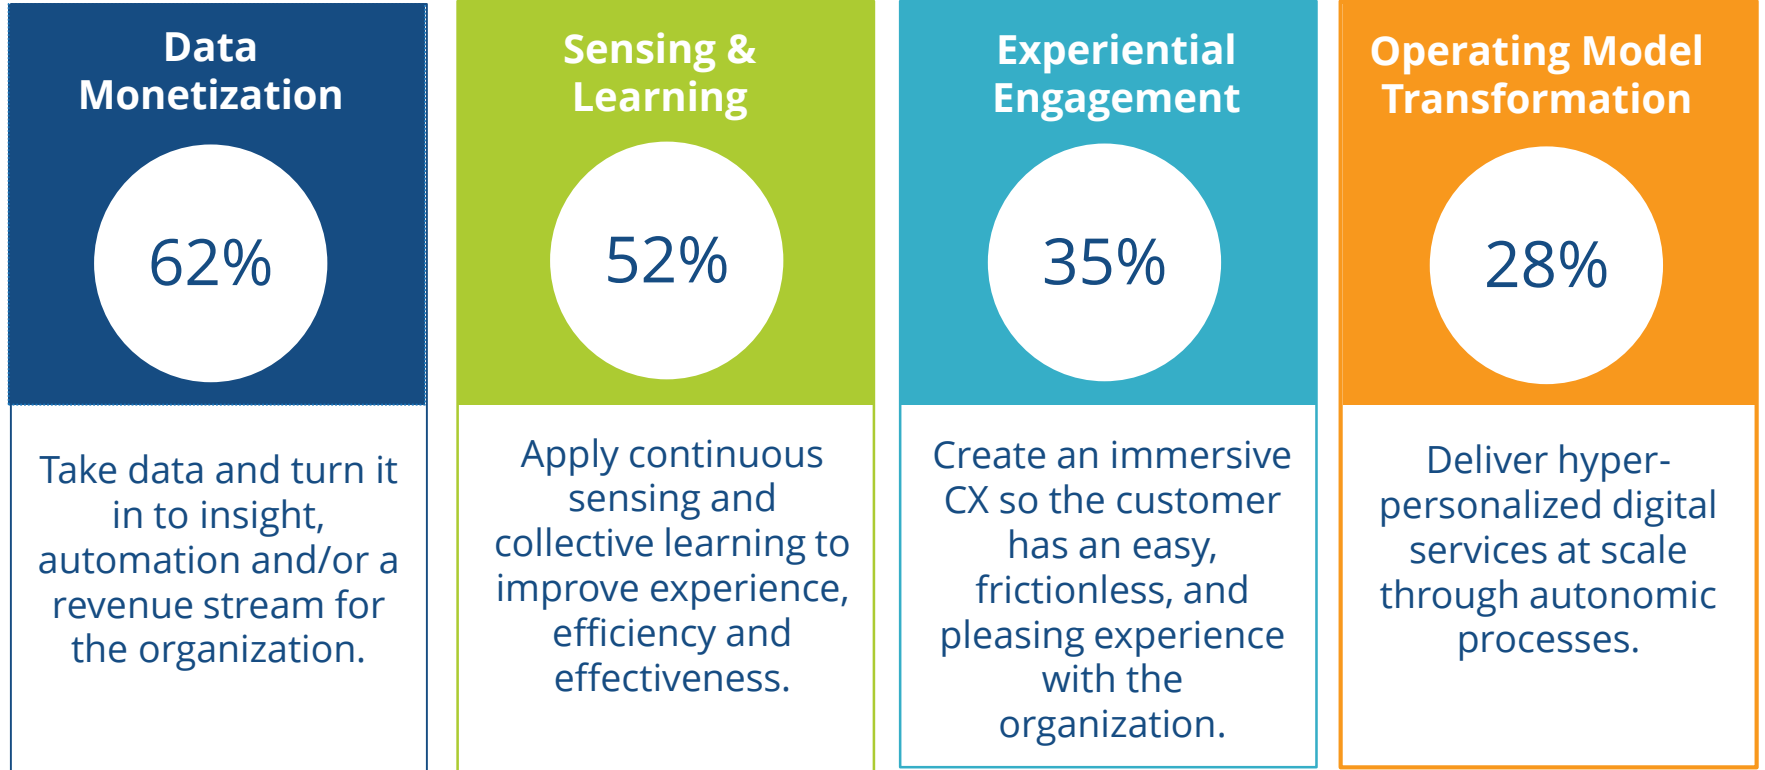 Data
Monetization
62%
Take data and turn it
in to insight,
automation and/or a
revenue stream for
the organization.
Sensing &
Learning
52%
Apply continuous
sensing and
collective learning to
improve experience,
efficiency and
effectiveness.
Experiential
Engagement
35%
Create an immersive
CX so the customer
has an easy,
frictionless, and
pleasing experience
with the
organization.
Operating Model
Transformation
28%
Deliver hyper-
personalized digital
services at scale
through autonomic
processes.